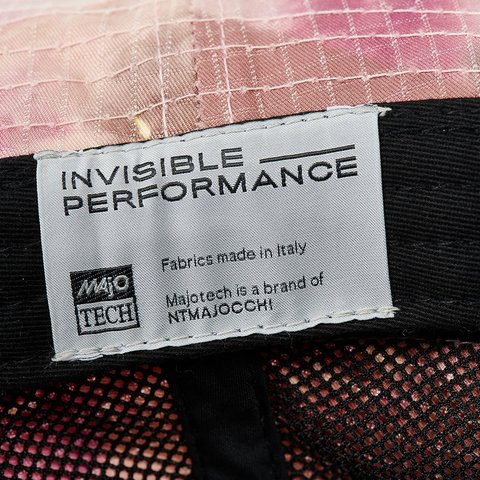 INVISIBLE
PERFORMANCE
Fabrics made in Italy
MAJO
TECH
Majotech is a brand of
NTMAJOCCHI